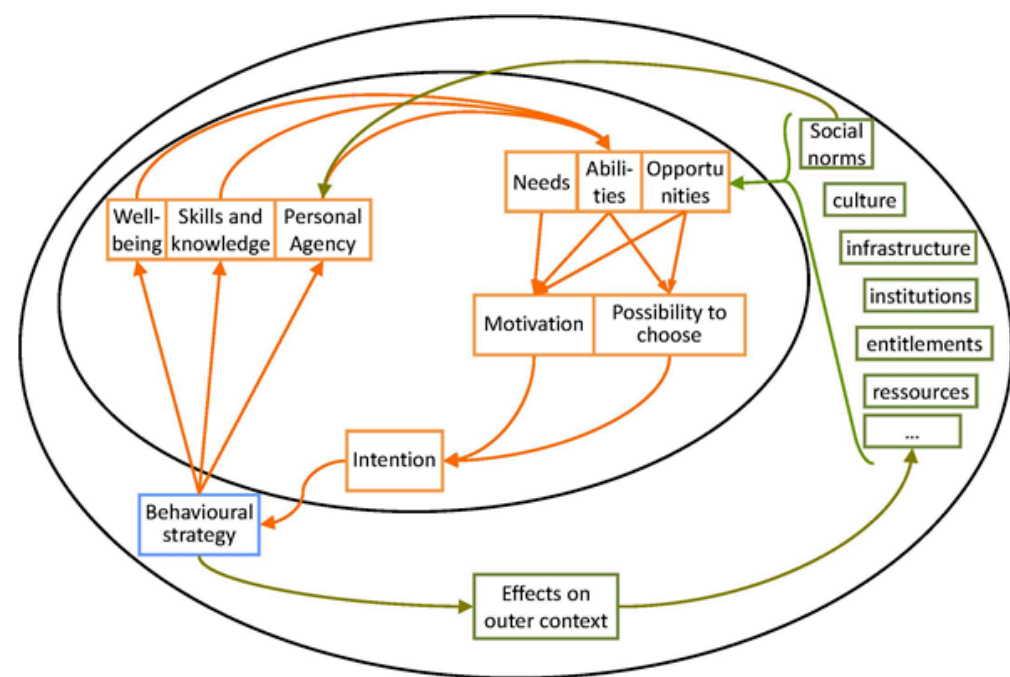 Social
norms
Needs
Abili-
ties
Opportu
nities
culture
Well-
being
Skills and
knowledge
Personal
Agency
infrastructure
institutions
Motivation
Possibility to
choose
entitlements
ressources
...
Intention
Behavioural
strategy
Effects on
outer context